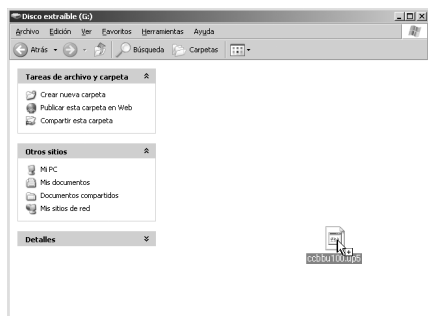 Disco extraíble (G:)
Archivo Edición Ver Favoritos Herramientas Ayuda
Atrás Búsqueda Carpetas
Tareas de archivo y carpeta
Crear nueva carpeta
Publicar esta carpeta en Web
Compartir esta carpeta
Otros sitios
Mi PC
Mis documentos
Documentos compartidos
Mis sitios de red
Detalles
ccbbu100.up6